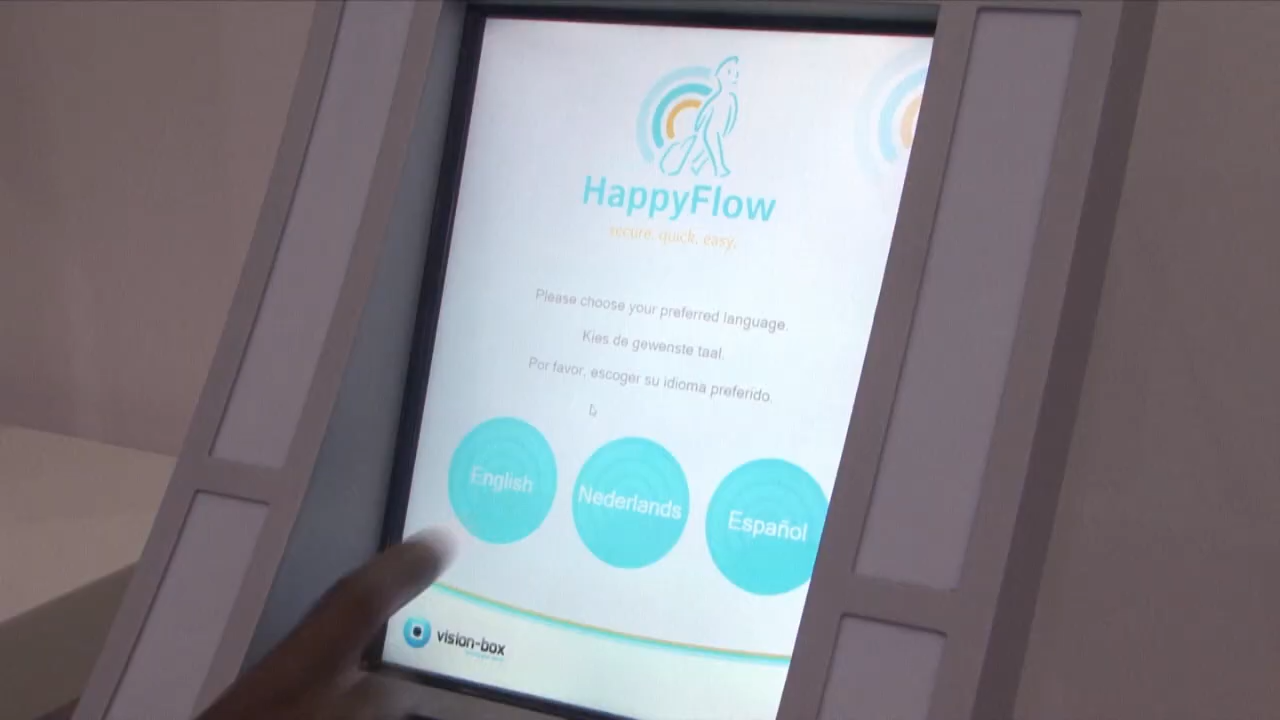 HappyFlow
secure. quick. easy.
Please choose your preferred language.
Kies de gewenste taal.
Por favor, escoger su idioma preferido.
English
Nederlands
Español
vision-box